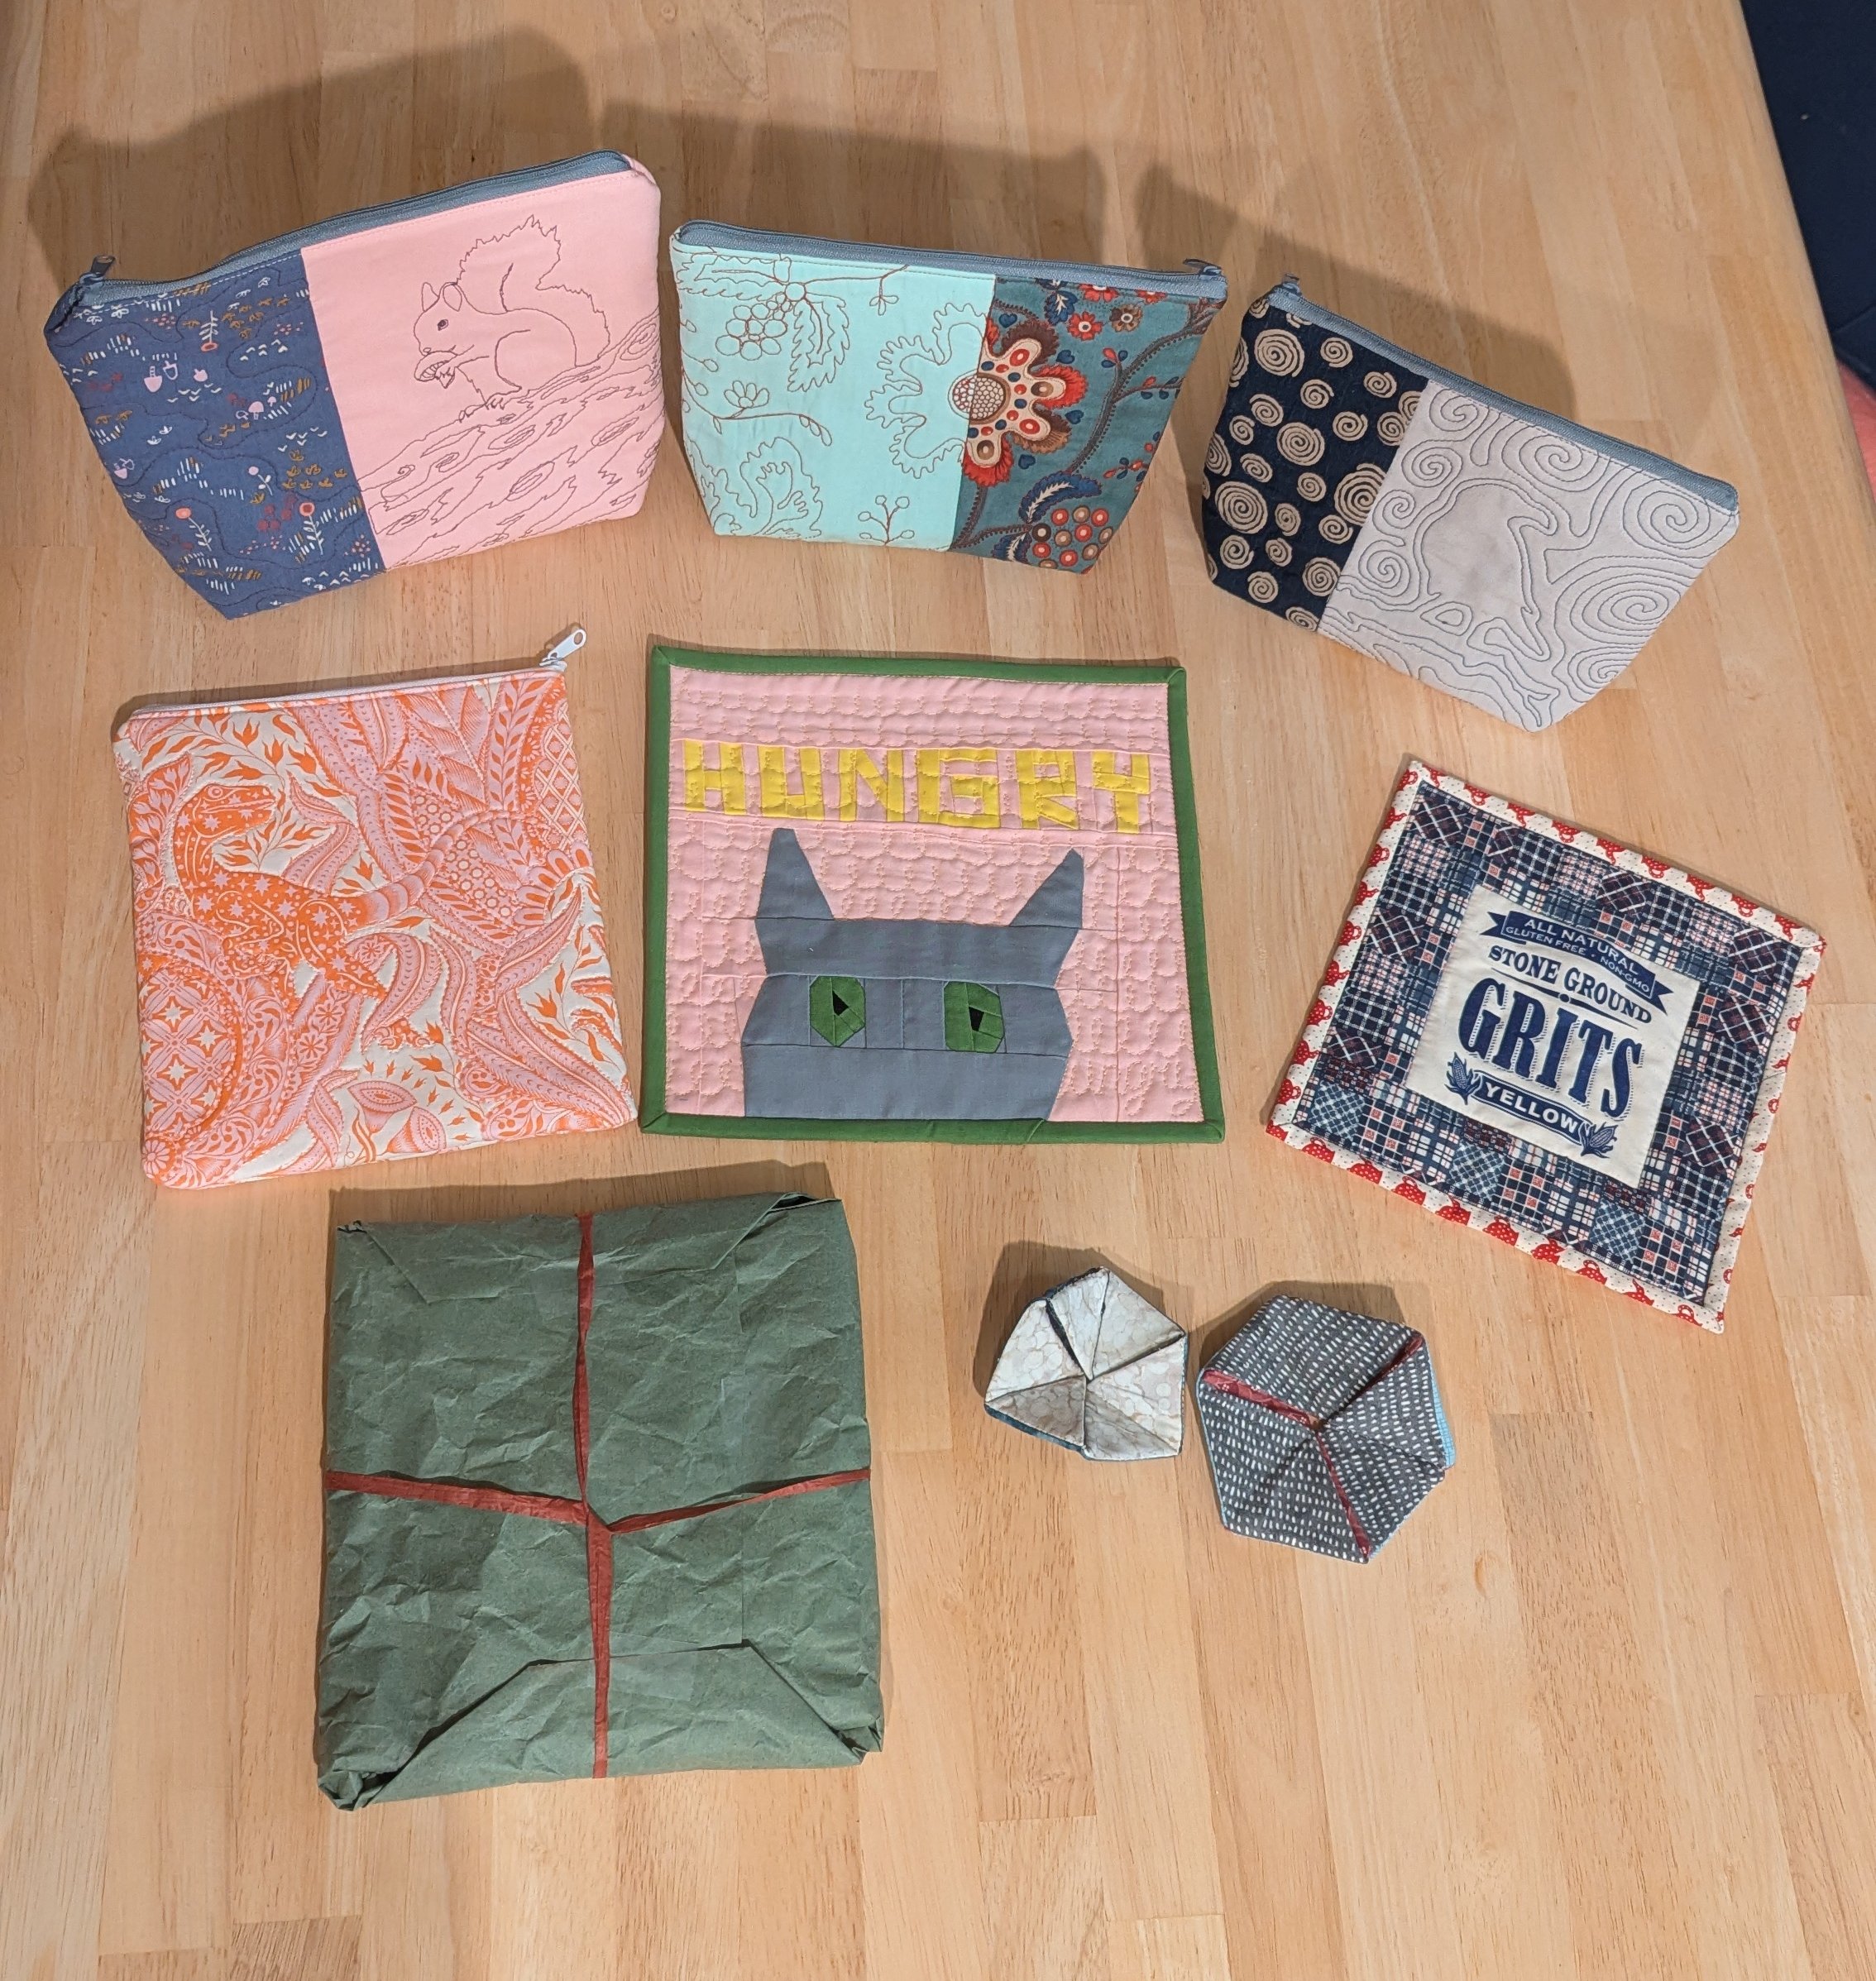 HUNGRY
ALL NATURAL
GLUTEN FREE • NON-GMO
STONE GROUND
GRITS
YELLOW